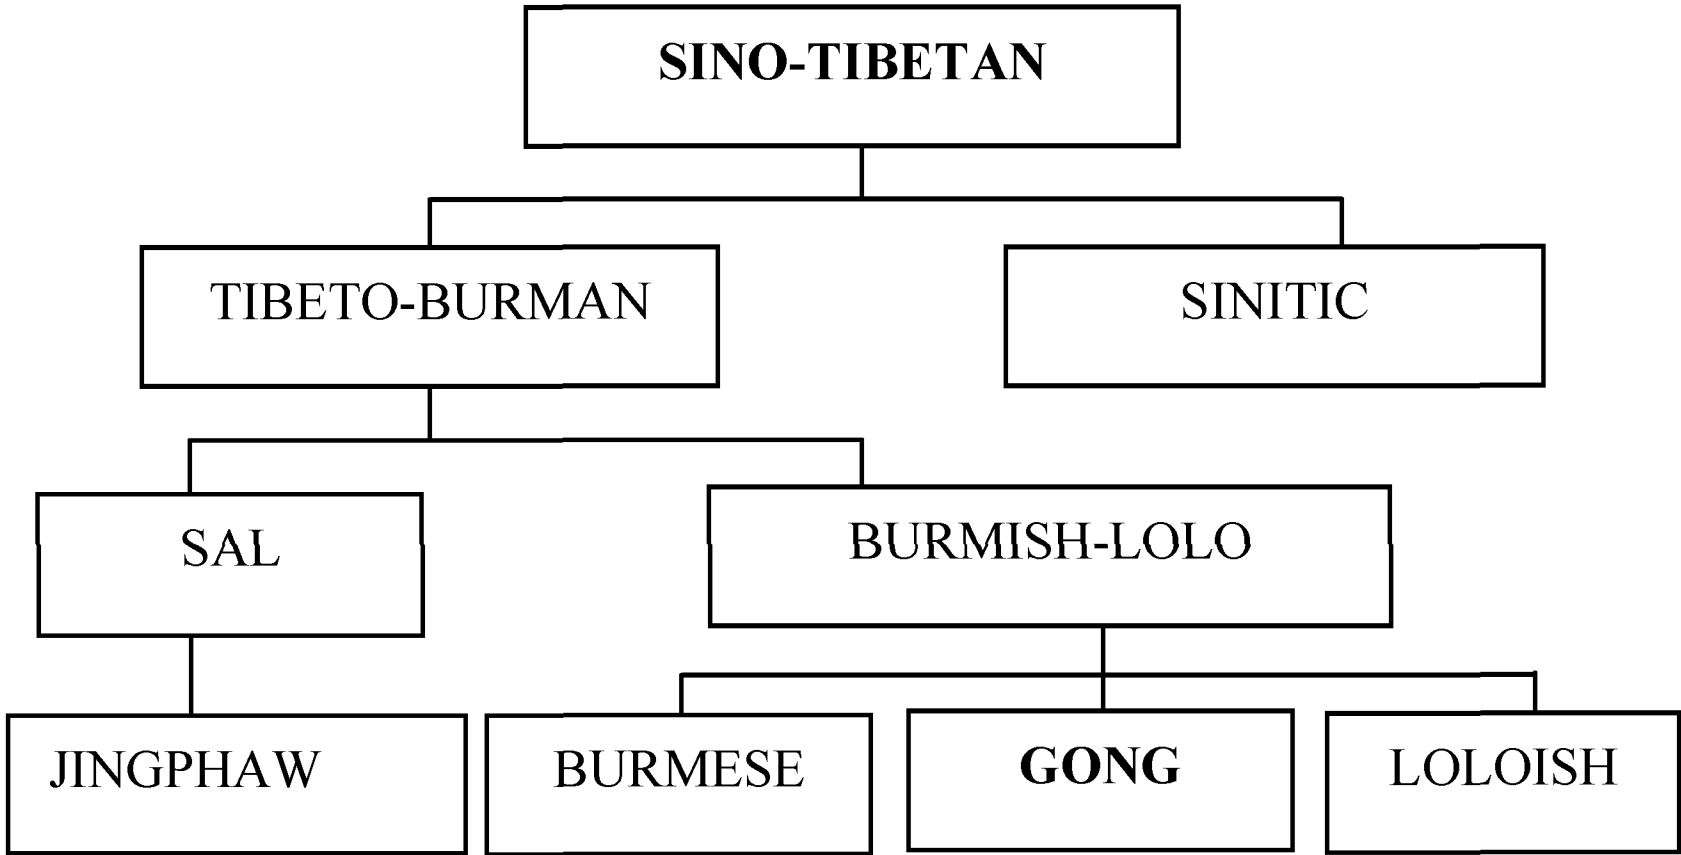 SINO-TIBETAN
TIBETO-BURMAN
SINITIC
SAL
BURMISH-LOLO
JINGPHAW
BURMESE
GONG
LOLOISH